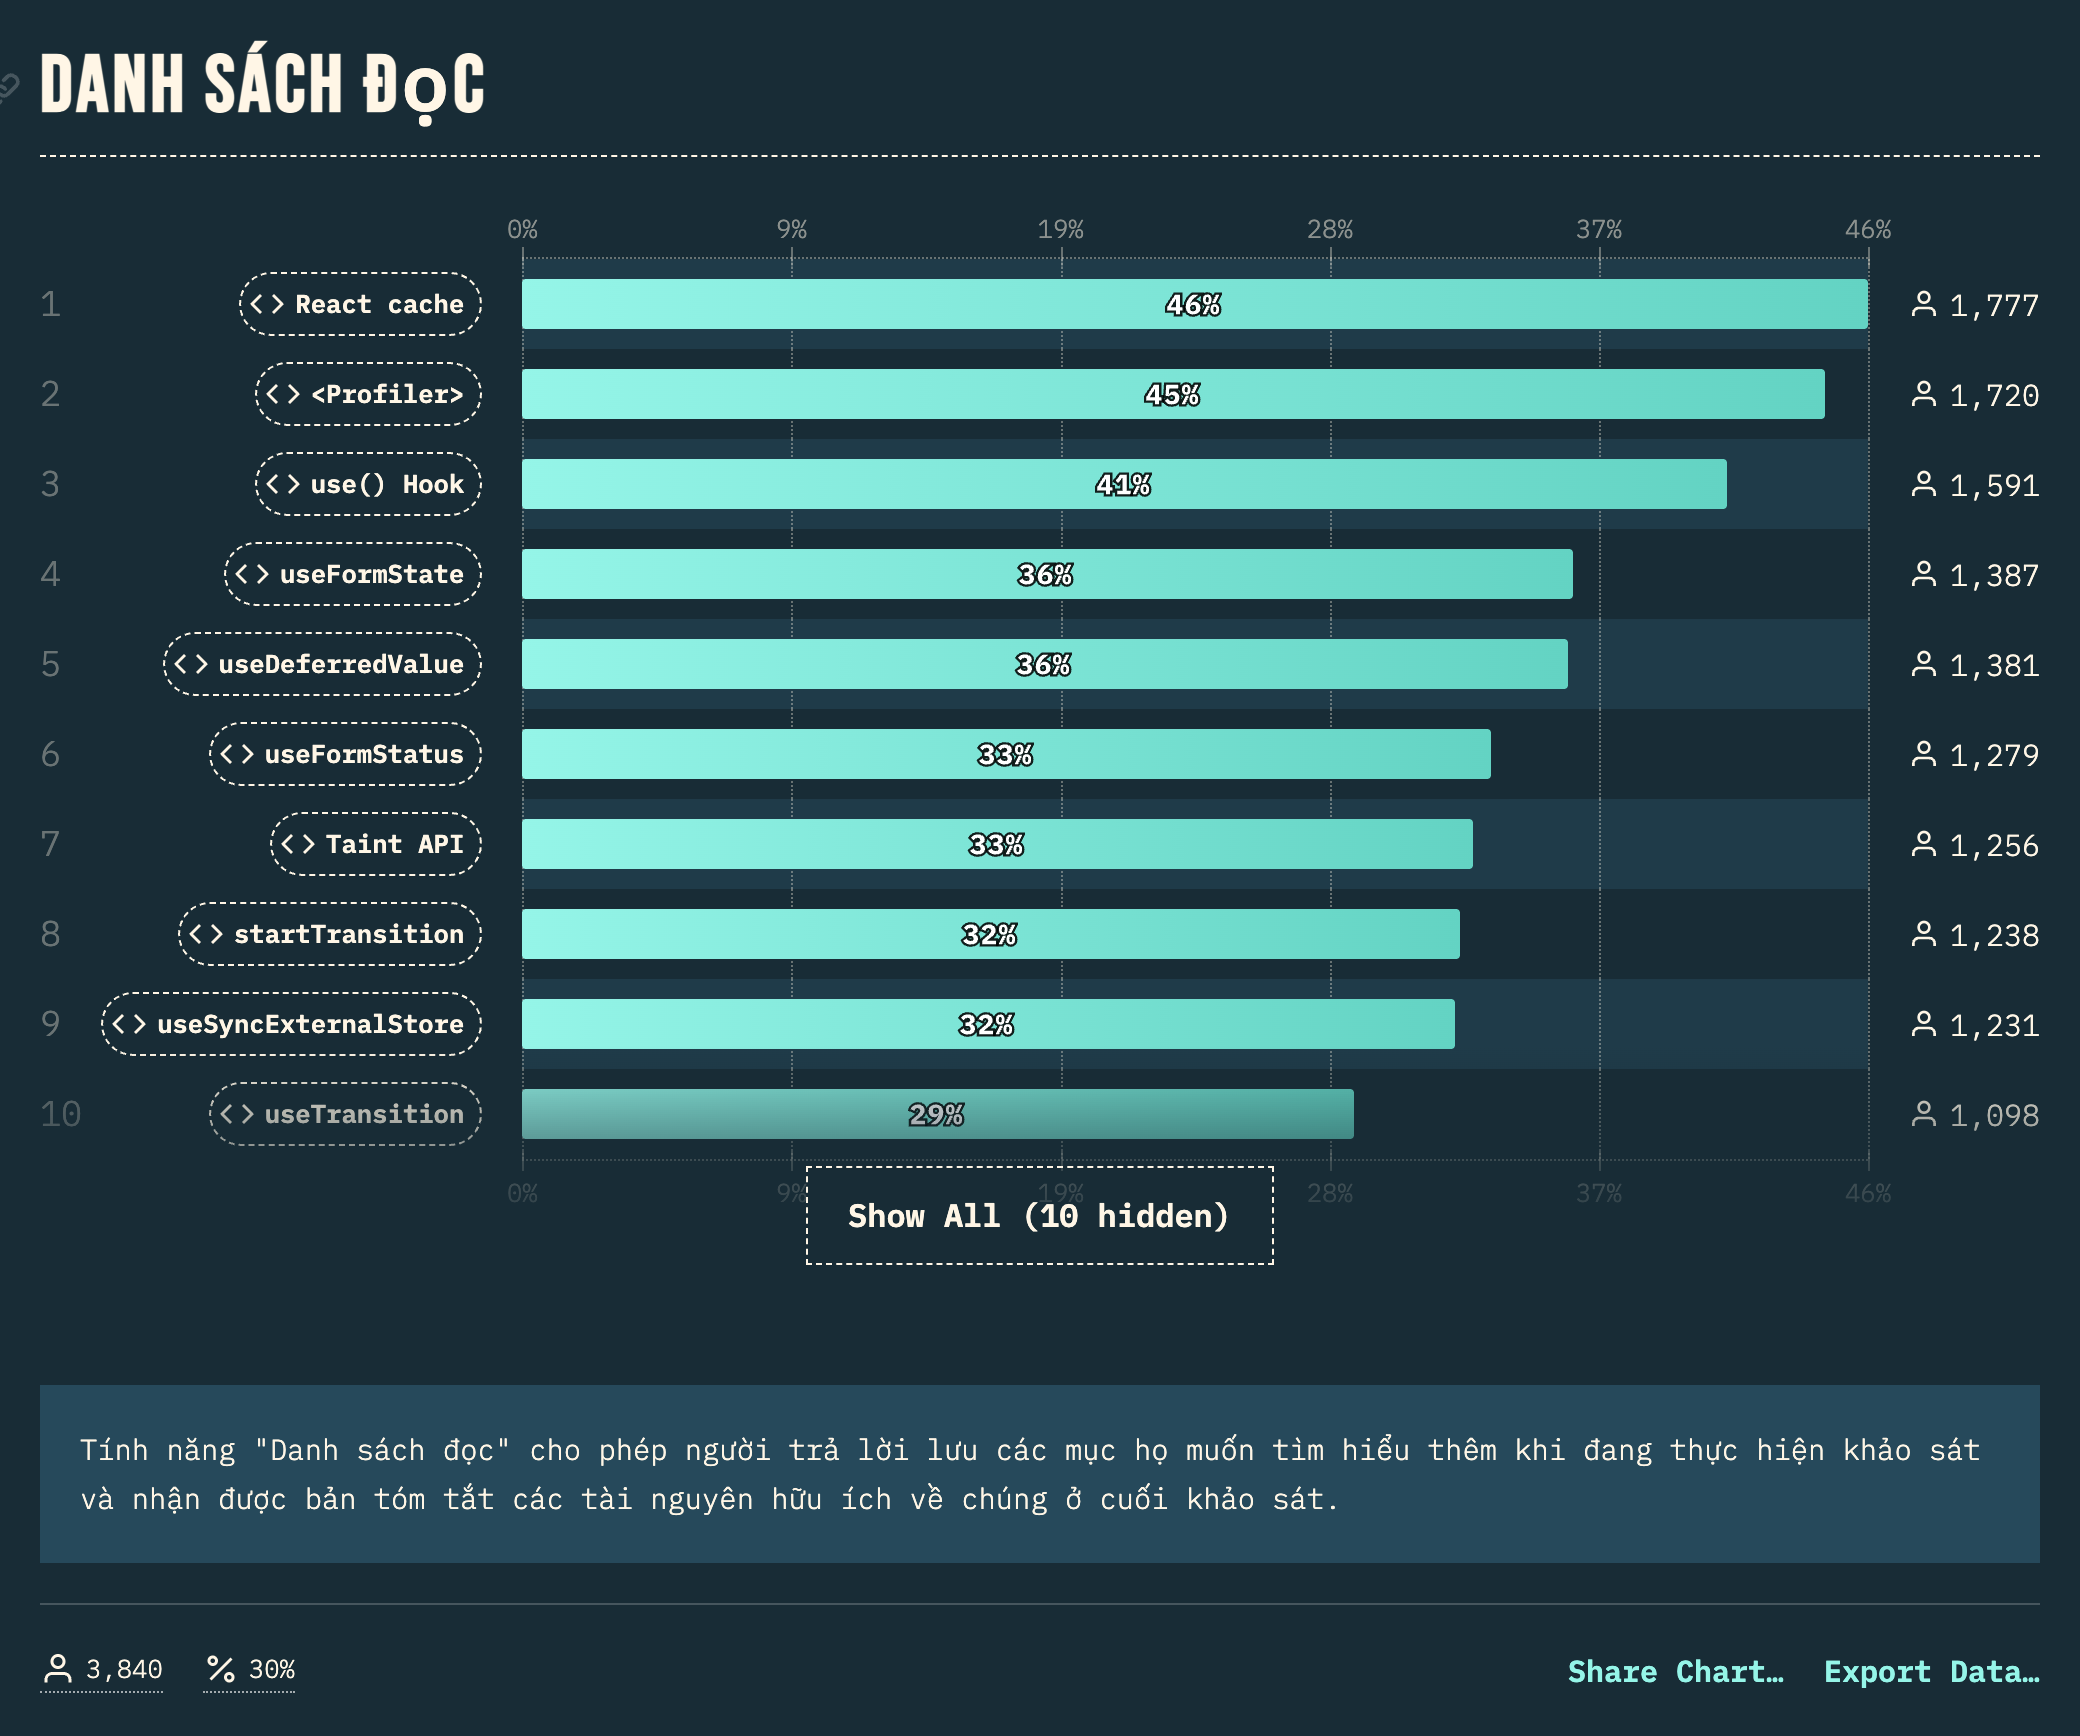 DANH SÁCH ĐỌC
0% 9% 19% 28% 37% 46%
1 React cache 46% 1,777
2 <Profiler> 45% 1,720
3 use() Hook 41% 1,591
4 useFormState 36% 1,387
5 useDeferredValue 36% 1,381
6 useFormStatus 33% 1,279
7 Taint API 33% 1,256
8 startTransition 32% 1,238
9 useSyncExternalStore 32% 1,231
10 useTransition 29% 1,098
0% 9% 19% 28% 37% 46%
Show All (10 hidden)
Tính năng "Danh sách đọc" cho phép người trả lời lưu các mục họ muốn tìm hiểu thêm khi đang thực hiện khảo sát
và nhận được bản tóm tắt các tài nguyên hữu ích về chúng ở cuối khảo sát.
3,840 30% Share Chart… Export Data…